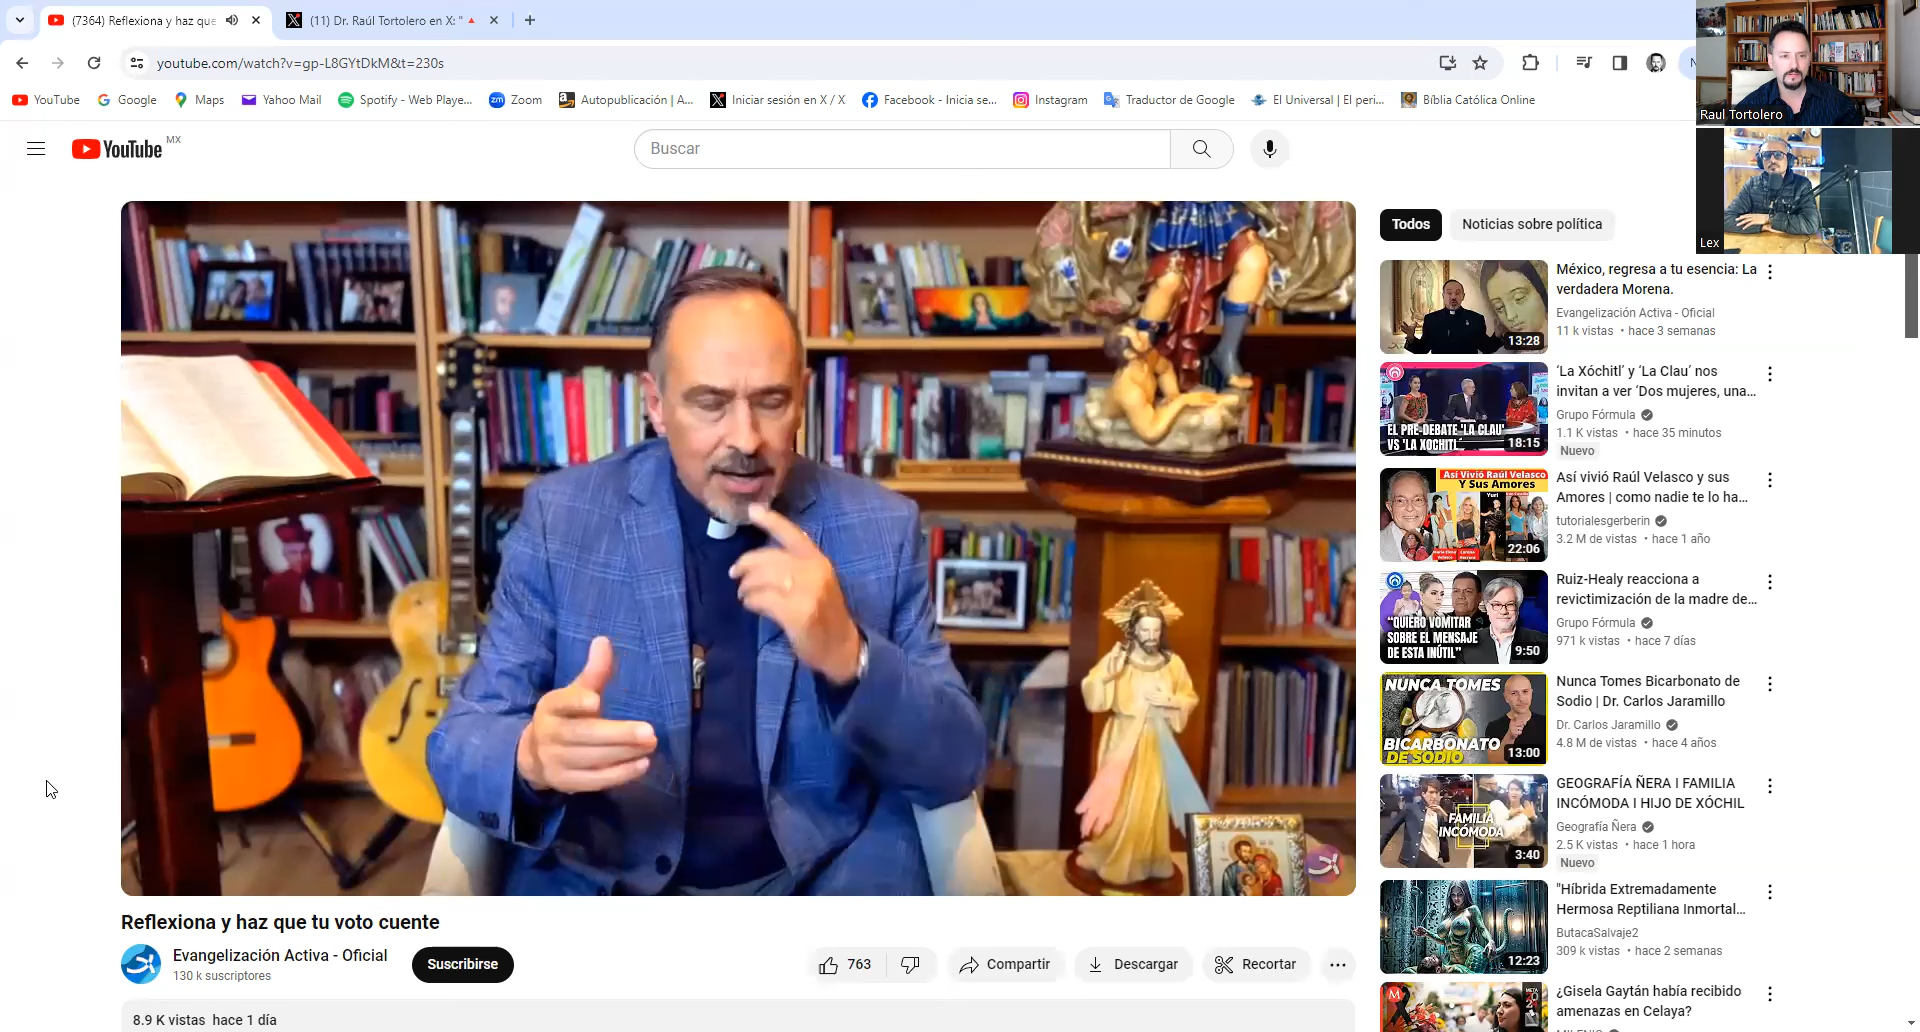 (7364) Reflexiona y haz que
(11) Dr. Raúl Tortolero en X: "
youtube.com/watch?v=gp-L8GYtDkM&t=230s
YouTube
Google
Maps
Yahoo Mail
Spotify - Web Playe...
Zoom
Autopublicación | A...
Iniciar sesión en X / X
Facebook - Inicia se...
Instagram
Traductor de Google
El Universal | El peri...
Bíblia Católica Online
Raul Tortolero
YouTube MX
Buscar
Lex
Todos
Noticias sobre política
México, regresa a tu esencia: La
verdadera Morena.
Evangelización Activa - Oficial
11 k vistas • hace 3 semanas
13:28
'La Xóchitl' y 'La Clau' nos
invitan a ver 'Dos mujeres, una...
Grupo Fórmula
1.1 K vistas • hace 35 minutos
Nuevo
EL PRE-DEBATE 'LA CLAU'
VS 'LA XOCHITL'
18:15
Así vivió Raúl Velasco y sus
Amores | como nadie te lo ha...
tutorialesgerberin
3.2 M de vistas • hace 1 año
Así Vivió Raúl Velasco
Y Sus Amores
Yuri
22:06
Ruiz-Healy reacciona a
revictimización de la madre de...
Grupo Fórmula
971 k vistas • hace 7 días
"QUIERO VOMITAR
SOBRE EL MENSAJE
DE ESTA INÚTIL"
9:50
Nunca Tomes Bicarbonato de
Sodio | Dr. Carlos Jaramillo
Dr. Carlos Jaramillo
4.8 M de vistas • hace 4 años
NUNCA TOMES
BICARBONATO
DE SODIO
13:00
GEOGRAFÍA ÑERA I FAMILIA
INCÓMODA I HIJO DE XÓCHIL
Geografía Ñera
2.5 K vistas • hace 1 hora
Nuevo
FAMILIA
INCÓMODA
3:40
"Híbrida Extremadamente
Hermosa Reptiliana Inmortal...
ButacaSalvaje2
309 k vistas • hace 2 semanas
12:23
¿Gisela Gaytán había recibido
amenazas en Celaya?
Reflexiona y haz que tu voto cuente
Evangelización Activa - Oficial
130 k suscriptores
Suscribirse
763
Compartir
Descargar
Recortar
8.9 K vistas hace 1 día